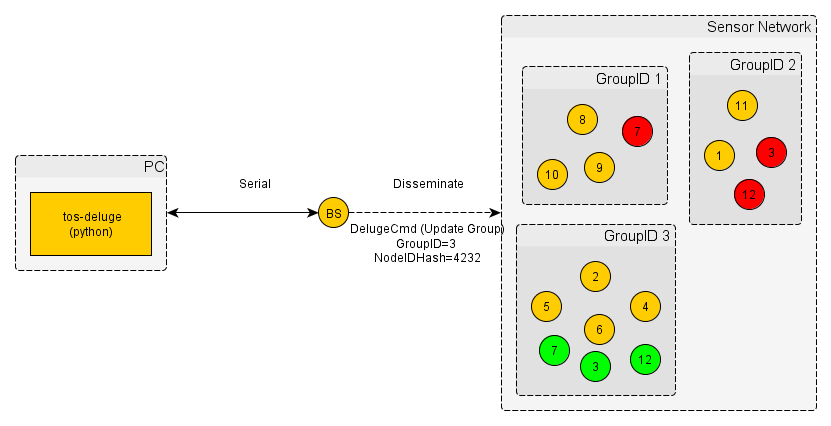 Sensor Network
GroupID 1
8
7
10
9
GroupID 2
11
1
3
12
PC
tos-deluge
(python)
Serial
BS
Disseminate
DelugeCmd (Update Group)
GroupID=3
NodeIDHash=4232
GroupID 3
2
5
4
6
7
3
12